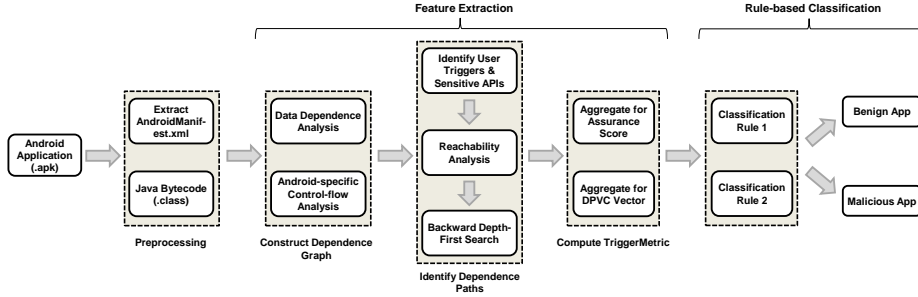 Feature Extraction
Rule-based Classification
Android
Application
(.apk)
Extract
AndroidManif-
est.xml
Java Bytecode
(.class)
Preprocessing
Data Dependence
Analysis
Android-specific
Control-flow
Analysis
Construct Dependence
Graph
Identify User
Triggers &
Sensitive APIs
Reachability
Analysis
Backward Depth-
First Search
Identify Dependence
Paths
Aggregate for
Assurance
Score
Aggregate for
DPVC Vector
Compute TriggerMetric
Classification
Rule 1
Classification
Rule 2
Benign App
Malicious App